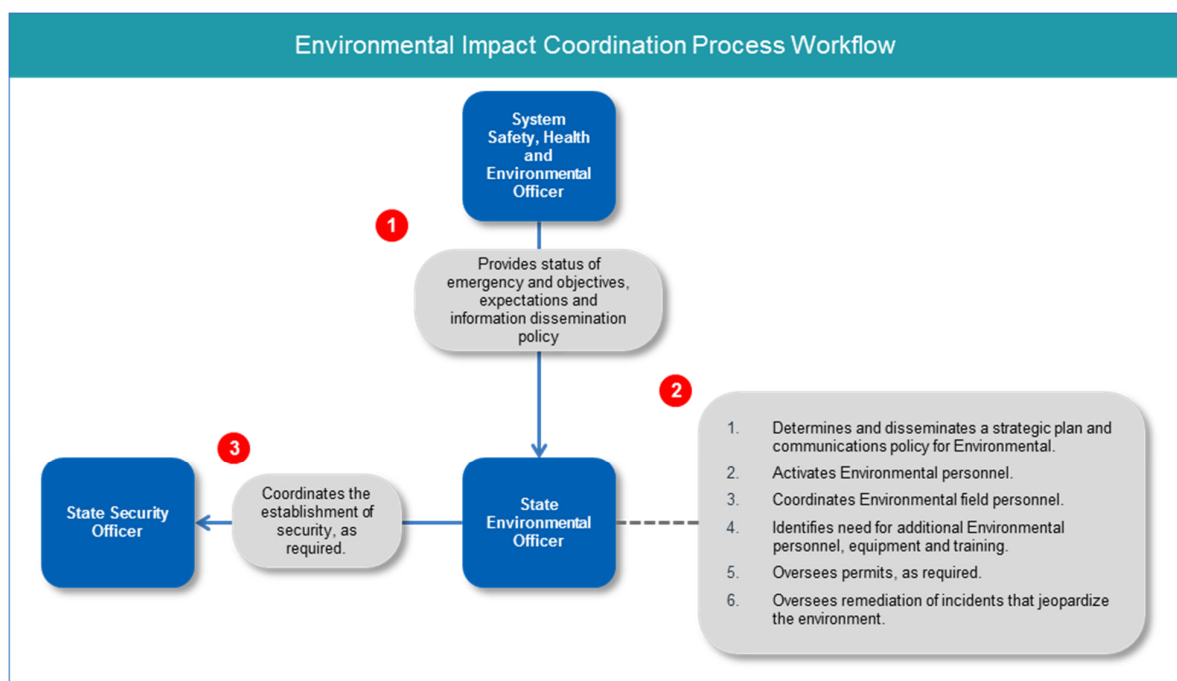 Environmental Impact Coordination Process Workflow
System
Safety, Health
and
Environmental
Officer
1
Provides status of
emergency and objectives,
expectations and
information dissemination
policy
2
1. Determines and disseminates a strategic plan and
communications policy for Environmental.
2. Activates Environmental personnel.
3. Coordinates Environmental field personnel.
4. Identifies need for additional Environmental
personnel, equipment and training.
5. Oversees permits, as required.
6. Oversees remediation of incidents that jeopardize
the environment.
3
State Security
Officer
Coordinates the
establishment of
security, as
required.
State
Environmental
Officer